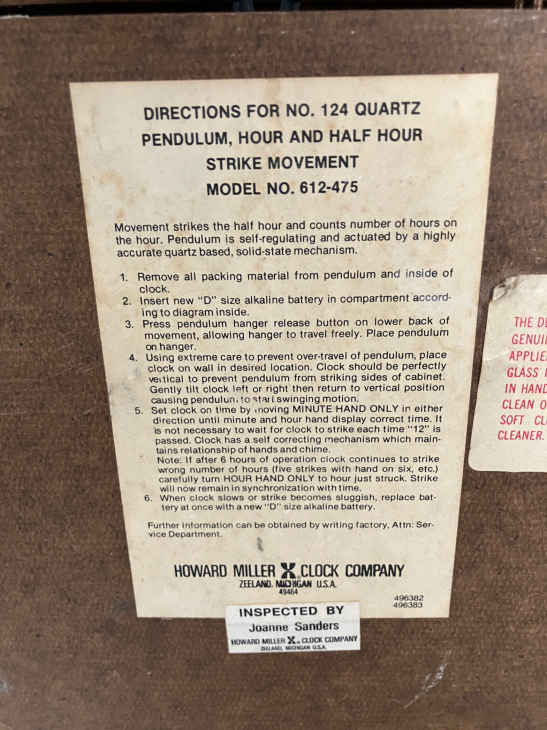 DIRECTIONS FOR NO. 124 QUARTZ
PENDULUM, HOUR AND HALF HOUR
STRIKE MOVEMENT
MODEL NO. 612-475
Movement strikes the half hour and counts number of hours on
the hour. Pendulum is self-regulating and actuated by a highly
accurate quartz based, solid-state mechanism.
1. Remove all packing material from pendulum and inside of
clock.
2. Insert new "D" size alkaline battery in compartment accord-
ing to diagram inside.
3. Press pendulum hanger release button on lower back of
movement, allowing hanger to travel freely. Place pendulum
on hanger.
4. Using extreme care to prevent over-travel of pendulum, place
clock on wall in desired location. Clock should be perfectly
vertical to prevent pendulum from striking sides of cabinet.
Gently tilt clock left or right then return to vertical position
causing pendulum to start swinging motion.
5. Set clock on time by moving MINUTE HAND ONLY in either
direction until minute and hour hand display correct time. It
is not necessary to wait for clock to strike each time "12" is
passed. Clock has a self correcting mechanism which main-
tains relationship of hands and chime.
Note: If after 6 hours of operation clock continues to strike
wrong number of hours (five strikes with hand on six, etc.)
carefully turn HOUR HAND ONLY to hour just struck. Strike
will now remain in synchronization with time.
6. When clock slows or strike becomes sluggish, replace bat-
tery at once with a new "D" size alkaline battery.
Further information can be obtained by writing factory, Attn: Ser-
vice Department.
HOWARD MILLER CLOCK COMPANY
ZEELAND, MICHIGAN U.S.A.
49464
496382
496383
INSPECTED BY
Joanne Sanders
HOWARD MILLER CLOCK COMPANY
ZEELAND, MICHIGAN U.S.A.
THE
GENUI
APPLIE
GLASS
IN HAND
CLEAN
SOFT
CLEANER.